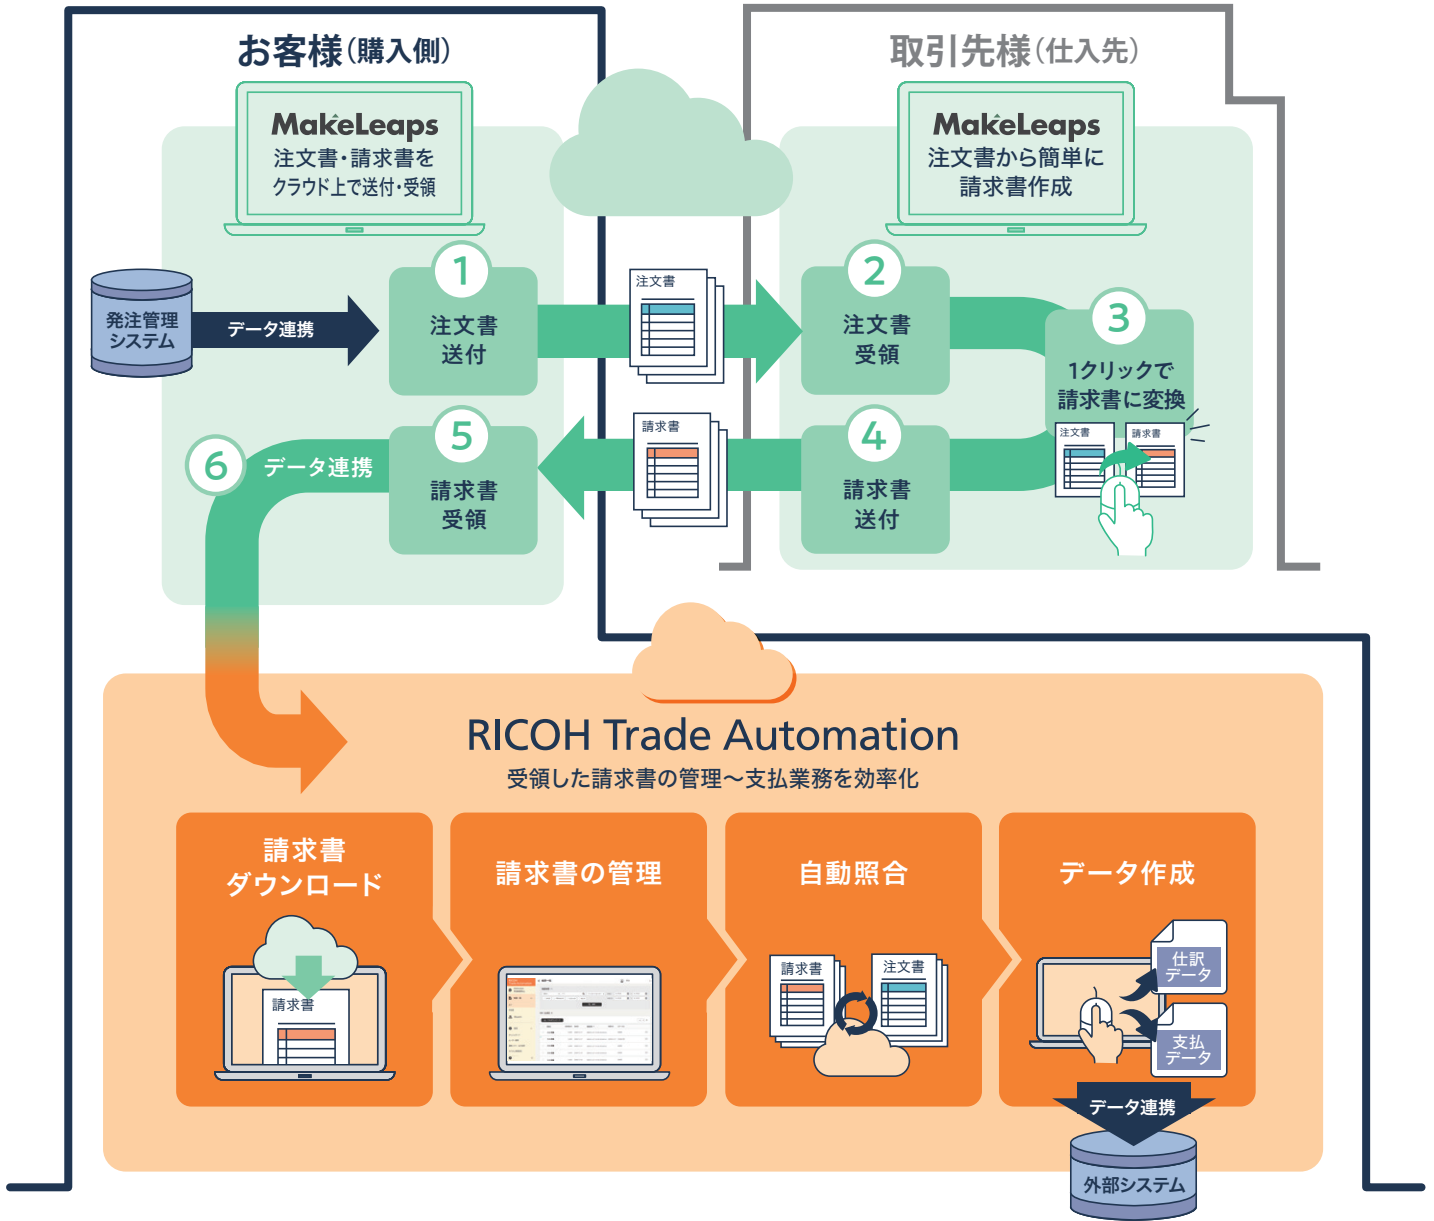 お客様(購入側)
MakeLeaps
注文書・請求書を
クラウド上で送付・受領
取引先様(仕入先)
MakeLeaps
注文書から簡単に
請求書作成
発注管理
システム
データ連携
1
注文書
送付
注文書
2
注文書
受領
3
1クリックで
請求書に変換
注文書
請求書
4
請求書
送付
請求書
5
請求書
受領
6
データ連携
RICOH Trade Automation
受領した請求書の管理～支払業務を効率化
請求書
ダウンロード
請求書
請求書の管理
自動照合
請求書
注文書
データ作成
仕訳
データ
支払
データ
データ連携
外部システム